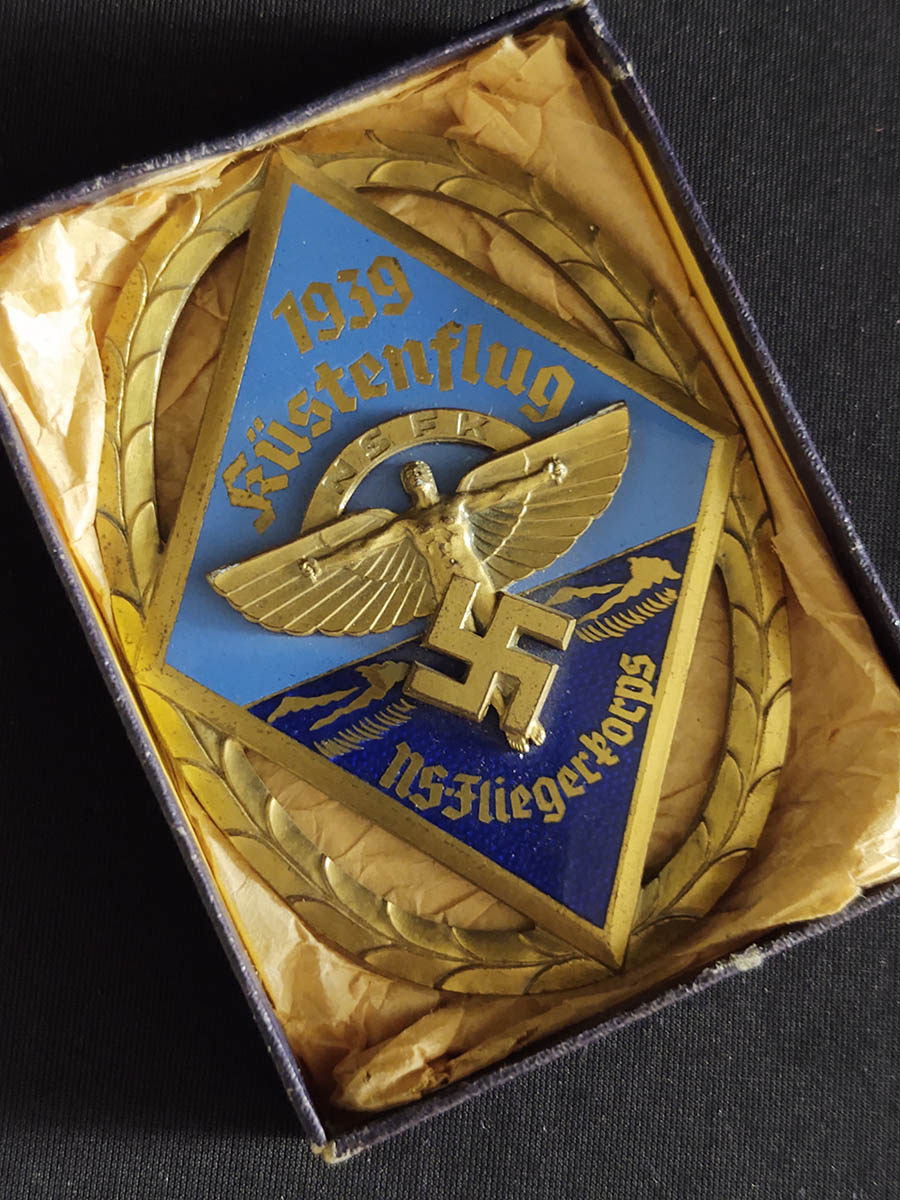 1939
Küstenflug
NSFK
NS-Fliegerkorps